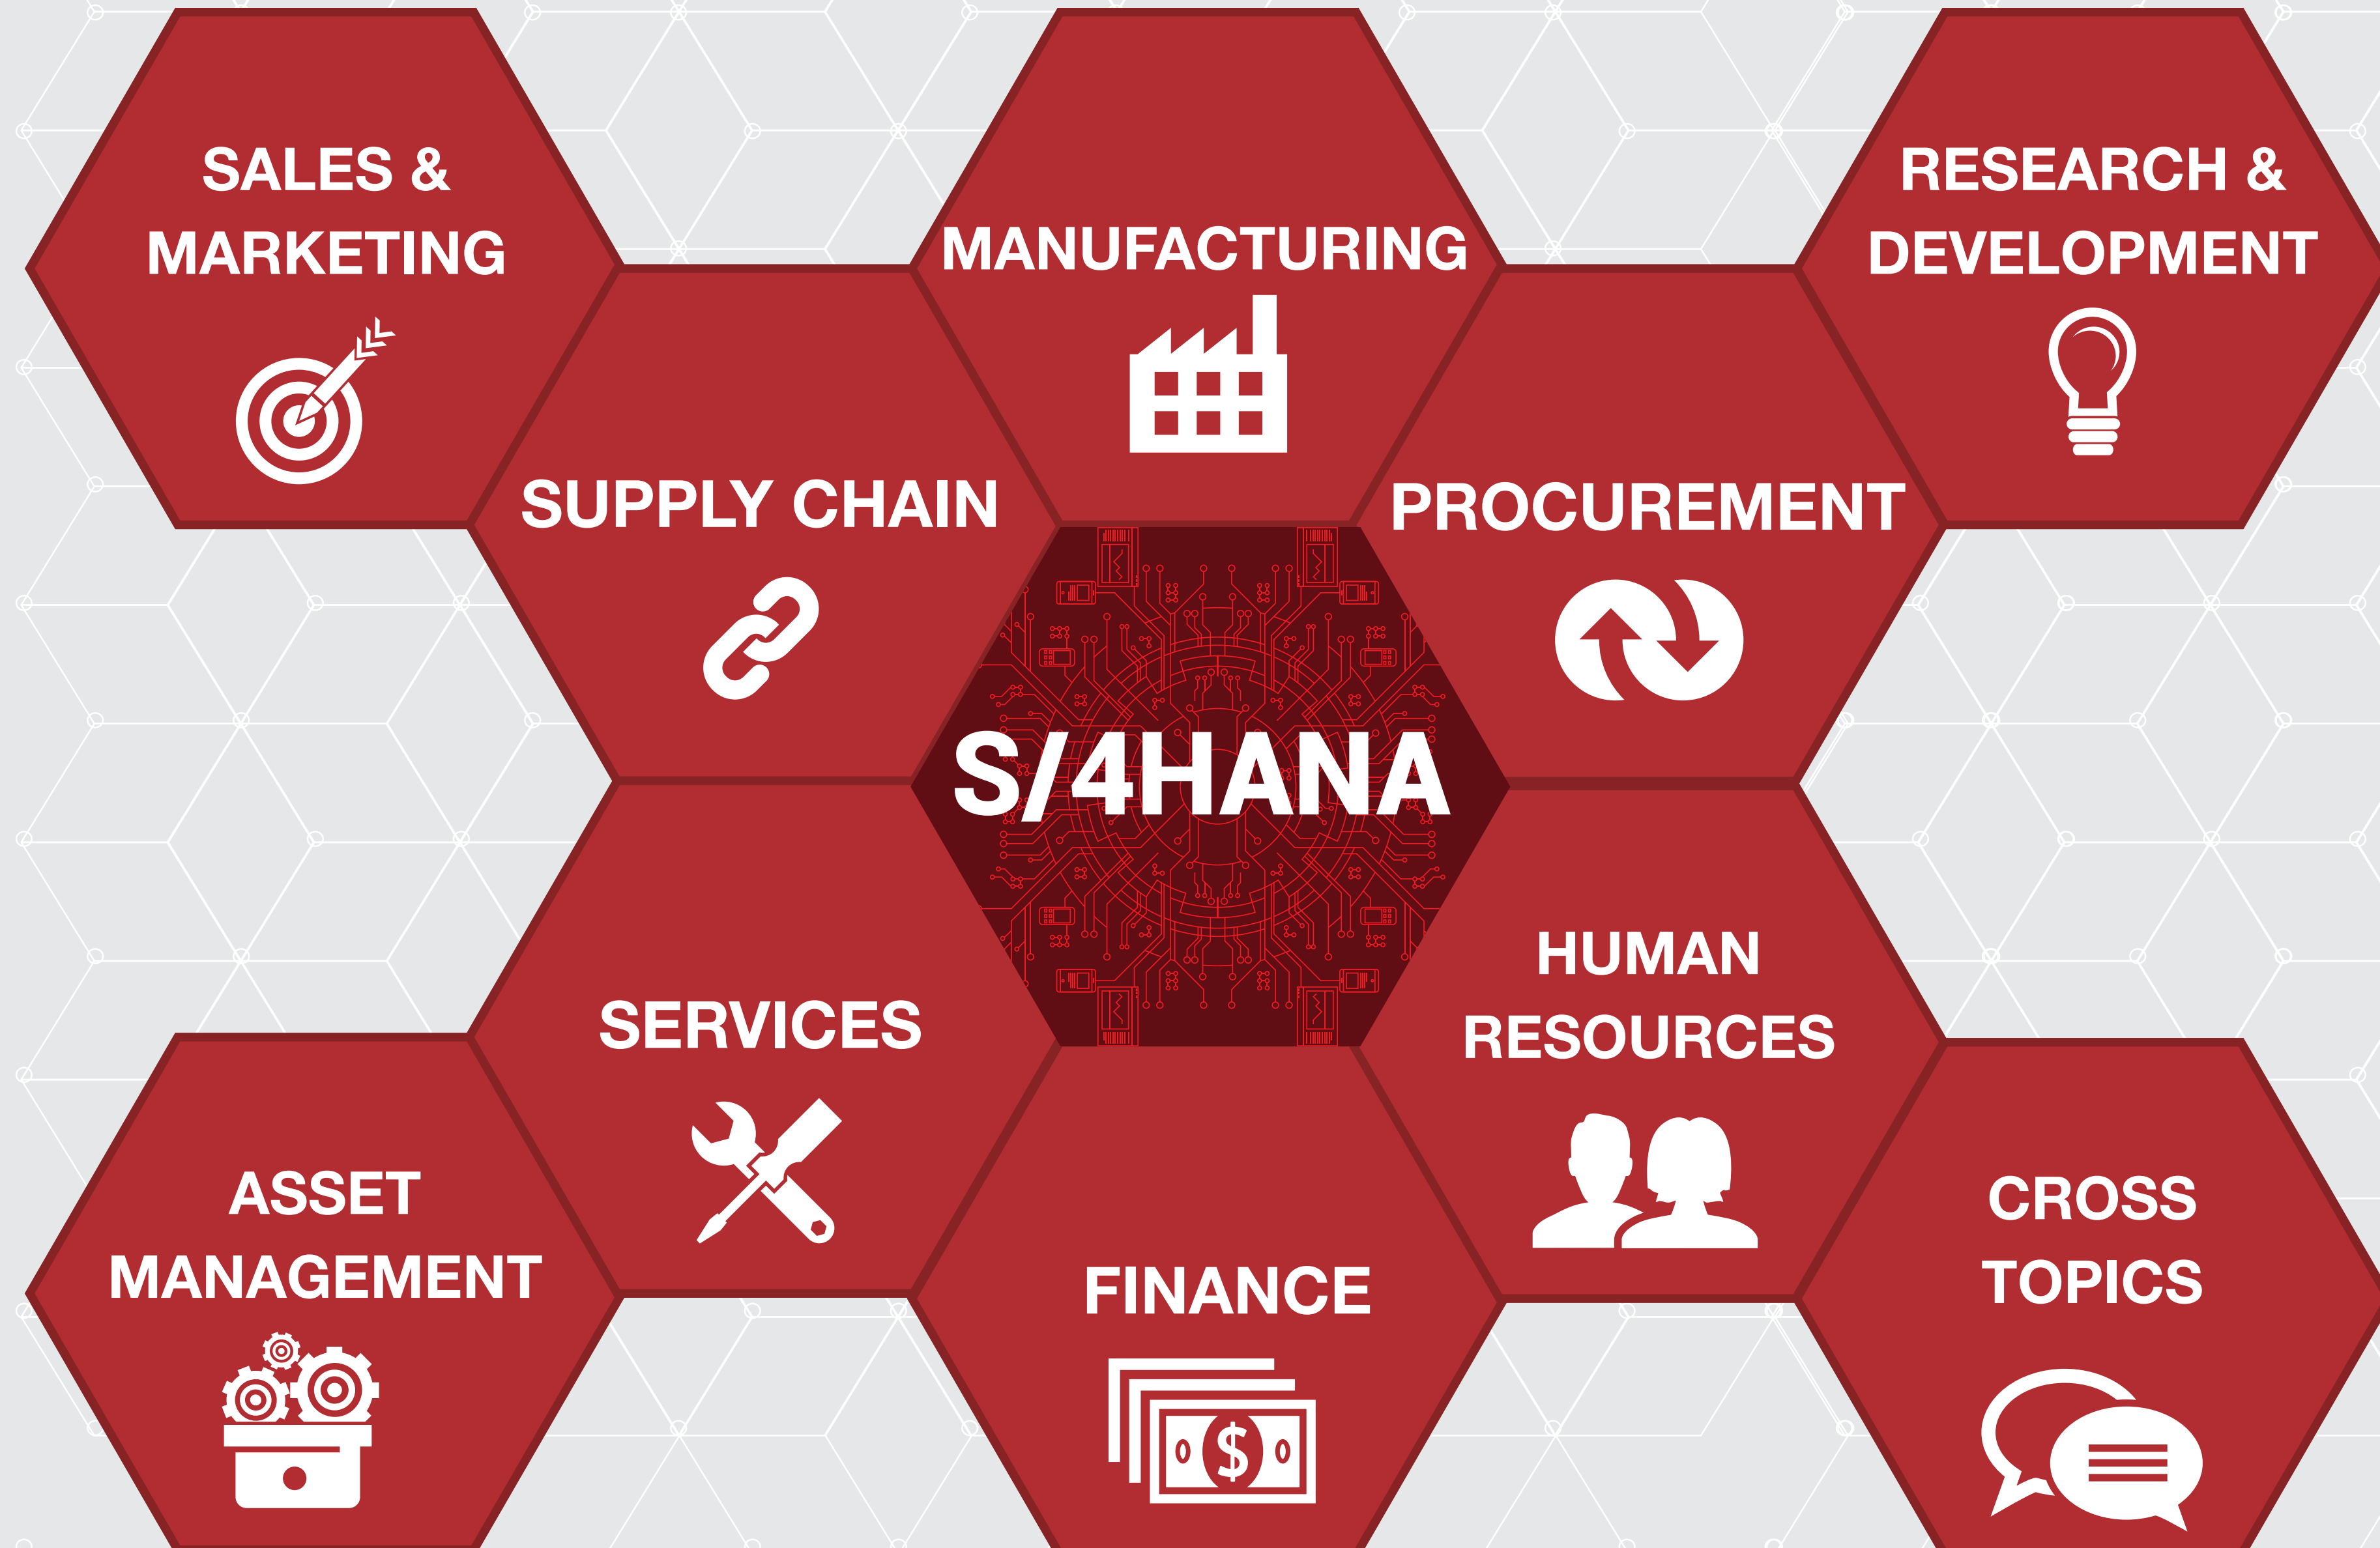 SALES &
MARKETING
MANUFACTURING
RESEARCH &
DEVELOPMENT
SUPPLY CHAIN
PROCUREMENT
S/4HANA
SERVICES
HUMAN
RESOURCES
ASSET
MANAGEMENT
FINANCE
$
CROSS
TOPICS